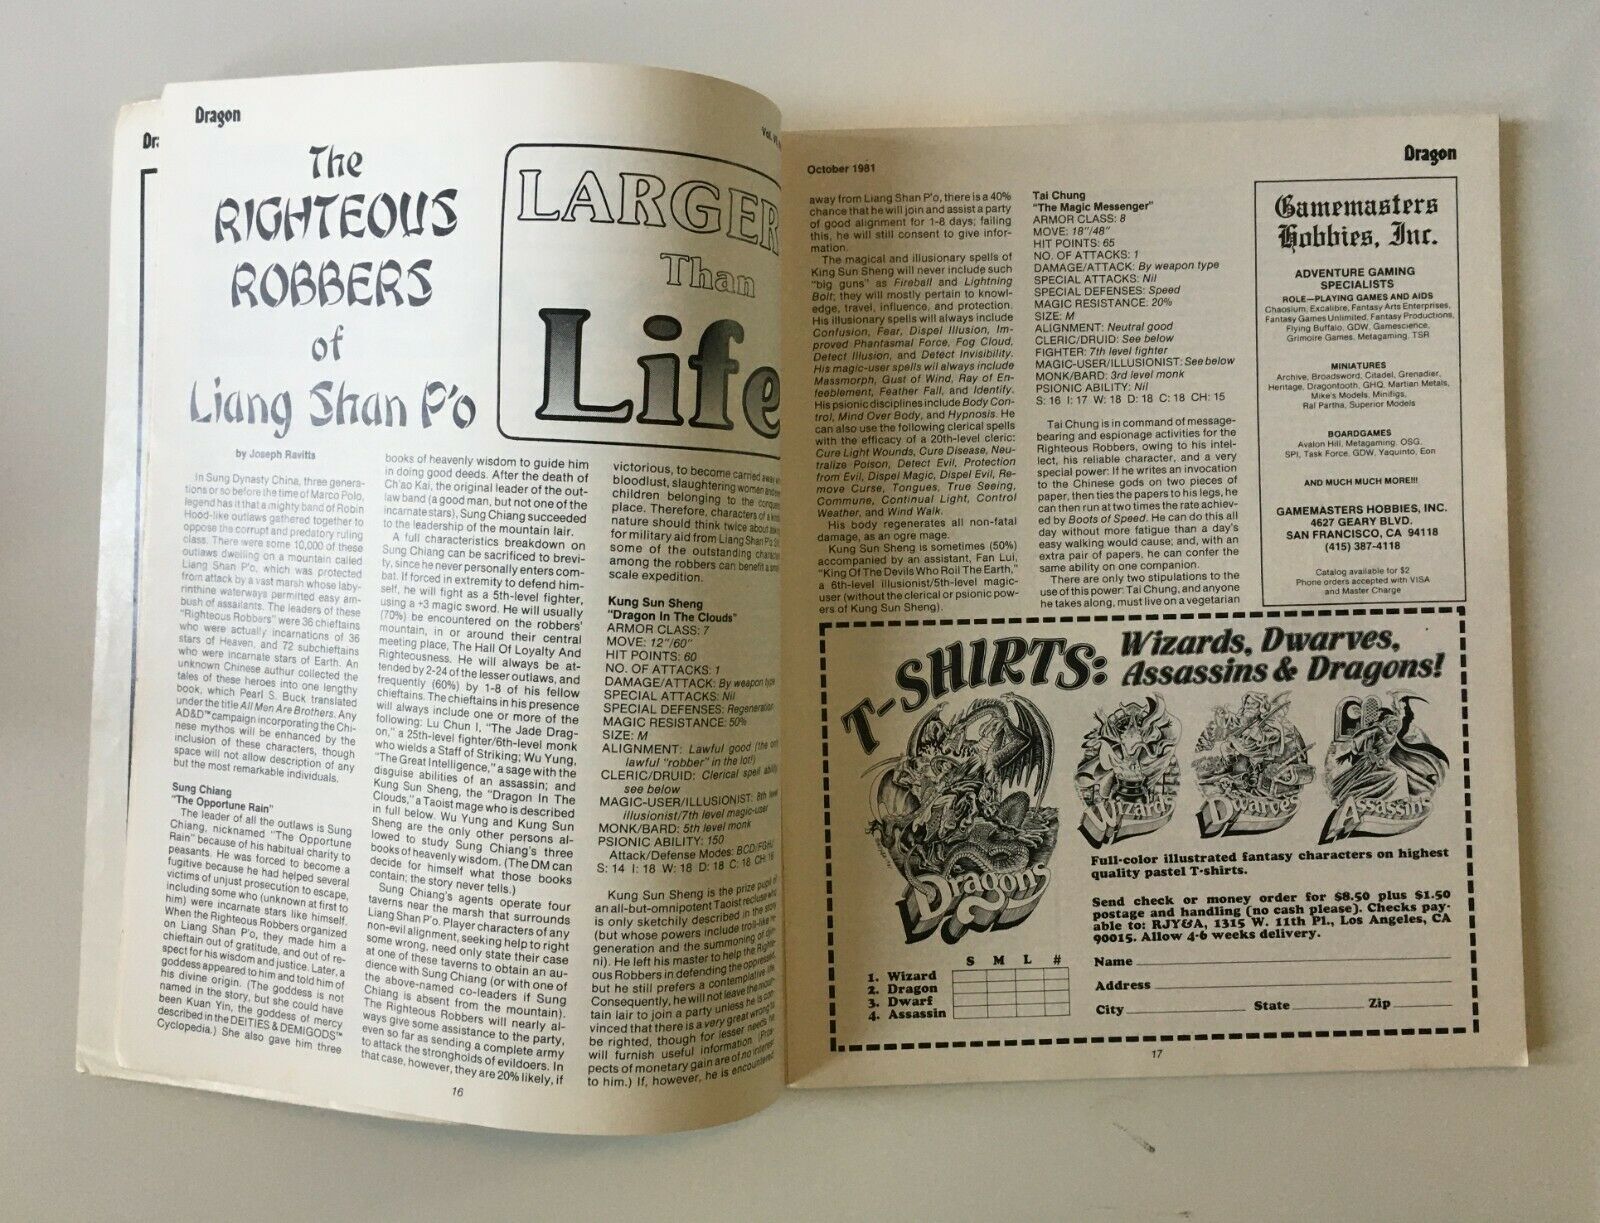 Dragon
The
RIGHTEOUS
ROBBERS
of
Liang Shan P'o
LARGER
Than
Life
by Joseph Ravitts
In Sung Dynasty China, three genera-
tions or so before the time of Marco Polo,
legend has it that a mighty band of Robin
Hood-like outlaws gathered together to
oppose the corrupt and predatory ruling
class. There were some 10,000 of these
outlaws dwelling on a mountain called
Liang Shan P'o, which was protected
from attack by a vast marsh whose laby-
rinthine waterways permitted easy am-
bush of assailants. The leaders of these
"Righteous Robbers" were 36 chieftains
who were actually incarnations of 36
stars of Heaven, and 72 subchieftains
who were incarnate stars of Earth. An
unknown Chinese author collected the
tales of these heroes into one lengthy
book, which Pearl S. Buck translated
under the title All Men Are Brothers. Any
AD&D™ campaign incorporating the Chi-
nese mythos will be enhanced by the
inclusion of these characters, though
space will not allow description of any
but the most remarkable individuals.
Sung Chiang
"The Opportune Rain"
The leader of all the outlaws is Sung
Chiang, nicknamed "The Opportune
Rain" because of his habitual charity to
peasants. He was forced to become a
fugitive because he had helped several
victims of unjust prosecution to escape,
including some who (unknown at first to
him) were incarnate stars like himself.
When the Righteous Robbers organized
on Liang Shan P'o, they made him a
chieftain out of gratitude, and out of re-
spect for his wisdom and justice. Later, a
goddess appeared to him and told him of
his divine origin. (The goddess is not
named in the story, but she could have
been Kuan Yin, the goddess of mercy
described in the DEITIES & DEMIGODS™
Cyclopedia.) She also gave him three
books of heavenly wisdom to guide him
in doing good deeds. After the death of
Ch'ao Kai, the original leader of the out-
law band (a good man, but not one of the
incarnate stars), Sung Chiang succeeded
to the leadership of the mountain lair.
A full characteristics breakdown on
Sung Chiang can be sacrificed to brevi-
ty, since he never personally enters com-
bat. If forced in extremity to defend him-
self, he will fight as a 5th-level fighter,
using a +3 magic sword. He will usually
(70%) be encountered on the robbers'
mountain, in or around their central
meeting place, The Hall Of Loyalty And
Righteousness. He will always be at-
tended by 2-24 of the lesser outlaws, and
frequently (60%) by 1-8 of his fellow
chieftains. The chieftains in his presence
will always include one or more of the
following: Lu Chun I, "The Jade Drag-
on," a 25th-level fighter/6th-level monk
who wields a Staff of Striking; Wu Yung,
"The Great Intelligence," a sage with the
disguise abilities of an assassin; and
Kung Sun Sheng, the "Dragon In The
Clouds," a Taoist mage who is described
in full below. Wu Yung and Kung Sun
Sheng are the only other persons al-
lowed to study Sung Chiang's three
books of heavenly wisdom. (The DM can
decide for himself what those books
contain; the story never tells.)
Sung Chiang's agents operate four
taverns near the marsh that surrounds
Liang Shan P'o. Player characters of any
non-evil alignment, seeking help to right
some wrong, need only state their case
at one of these taverns to obtain an au-
dience with Sung Chiang (or with one of
the above-named co-leaders if Sung
Chiang is absent from the mountain).
The Righteous Robbers will nearly al-
ways give some assistance to the party,
even so far as sending a complete army
to attack the strongholds of evildoers. In
that case, however, they are 20% likely, if
victorious, to become carried away
bloodlust, slaughtering women and
children belonging to the
place. Therefore, characters of a
nature should think twice about
for military aid from Liang Shan P'o.
some of the outstanding
among the robbers can benefit a
scale expedition.
Kung Sun Sheng
"Dragon In The Clouds"
ARMOR CLASS: 7
MOVE: 12"/60"
HIT POINTS: 60
NO. OF ATTACKS: 1
DAMAGE/ATTACK: By weapon type
SPECIAL ATTACKS: Nil
SPECIAL DEFENSES: Regeneration
MAGIC RESISTANCE: 50%
SIZE: M
ALIGNMENT: Lawful good (the only
lawful "robber" in the lot!)
CLERIC/DRUID: Clerical spell ability
see below
MAGIC-USER/ILLUSIONIST: 8th level
illusionist/7th level magic-user
MONK/BARD: 5th level monk
PSIONIC ABILITY: 150
Attack/Defense Modes: BCD/FGH/
S: 14 I: 18 W: 18 D: 18 C: 18 CH: 16
Kung Sun Sheng is the prize pupil of
an all-but-omnipotent Taoist recluse who
is only sketchily described in the story
(but whose powers include troll-like re-
generation and the summoning of djin-
ni). He left his master to help the Righte-
ous Robbers in defending the oppressed,
but he still prefers a contemplative life.
Consequently, he will not leave the moun-
tain lair to join a party unless he is con-
vinced that there is a very great wrong to
be righted, though for lesser needs he
will furnish useful information. (Pros-
pects of monetary gain are of no interest
to him.) If, however, he is encountered
16
October 1981
Dragon
away from Liang Shan P'o, there is a 40%
chance that he will join and assist a party
of good alignment for 1-8 days; failing
this, he will still consent to give infor-
mation.
The magical and illusionary spells of
King Sun Sheng will never include such
"big guns" as Fireball and Lightning
Bolt; they will mostly pertain to knowl-
edge, travel, influence, and protection.
His illusionary spells will always include
Confusion, Fear, Dispel Illusion, Im-
proved Phantasmal Force, Fog Cloud,
Detect Illusion, and Detect Invisibility.
His magic-user spells wil always include
Massmorph, Gust of Wind, Ray of En-
feeblement, Feather Fall, and Identify.
His psionic disciplines include Body Con-
trol, Mind Over Body, and Hypnosis. He
can also use the following clerical spells
with the efficacy of a 20th-level cleric:
Cure Light Wounds, Cure Disease, Neu-
tralize Poison, Detect Evil, Protection
from Evil, Dispel Magic, Dispel Evil, Re-
move Curse, Tongues, True Seeing,
Commune, Continual Light, Control
Weather, and Wind Walk.
His body regenerates all non-fatal
damage, as an ogre mage.
Kung Sun Sheng is sometimes (50%)
accompanied by an assistant, Fan Lui,
"King Of The Devils Who Roil The Earth,"
a 6th-level illusionist/5th-level magic-
user (without the clerical or psionic pow-
ers of Kung Sun Sheng).
Tai Chung
"The Magic Messenger"
ARMOR CLASS: 8
MOVE: 18"/48"
HIT POINTS: 65
NO. OF ATTACKS: 1
DAMAGE/ATTACK: By weapon type
SPECIAL ATTACKS: Nil
SPECIAL DEFENSES: Speed
MAGIC RESISTANCE: 20%
SIZE: M
ALIGNMENT: Neutral good
CLERIC/DRUID: See below
FIGHTER: 7th level fighter
MAGIC-USER/ILLUSIONIST: See below
MONK/BARD: 3rd level monk
PSIONIC ABILITY: Nil
S: 16 I: 17 W: 18 D: 18 C: 18 CH: 15
Tai Chung is in command of message-
bearing and espionage activities for the
Righteous Robbers, owing to his intel-
lect, his reliable character, and a very
special power: If he writes an invocation
to the Chinese gods on two pieces of
paper, then ties the papers to his legs, he
can then run at two times the rate achiev-
ed by Boots of Speed. He can do this all
day without more fatigue than a day's
easy walking would cause; and, with an
extra pair of papers, he can confer the
same ability on one companion.
There are only two stipulations to the
use of this power: Tai Chung, and anyone
he takes along, must live on a vegetarian
Gamemasters
Hobbies, Inc.
ADVENTURE GAMING
SPECIALISTS
ROLE—PLAYING GAMES AND AIDS
Chaosium, Excalibre, Fantasy Arts Enterprises,
Fantasy Games Unlimited, Fantasy Productions,
Flying Buffalo, GDW, Gamescience,
Grimoire Games, Metagaming, TSR
MINIATURES
Archive, Broadsword, Citadel, Grenadier,
Heritage, Dragontooth, GHQ, Martian Metals,
Mike's Models, Minifigs,
Ral Partha, Superior Models
BOARDGAMES
Avalon Hill, Metagaming, OSG,
SPI, Task Force, GDW, Yaquinto, Eon
AND MUCH MUCH MORE!!!
GAMEMASTERS HOBBIES, INC.
4627 GEARY BLVD.
SAN FRANCISCO, CA 94118
(415) 387-4118
Catalog available for $2
Phone orders accepted with VISA
and Master Charge
T-SHIRTS: Wizards, Dwarves,
Assassins & Dragons!
Dragons
Wizards
Dwarves
Assassins
Full-color illustrated fantasy characters on highest
quality pastel T-shirts.
Send check or money order for $8.50 plus $1.50
postage and handling (no cash please). Checks pay-
able to: RJY&A, 1315 W. 11th Pl., Los Angeles, CA
90015. Allow 4-6 weeks delivery.
S M L #
1. Wizard
2. Dragon
3. Dwarf
4. Assassin
Name
Address
City State Zip
17